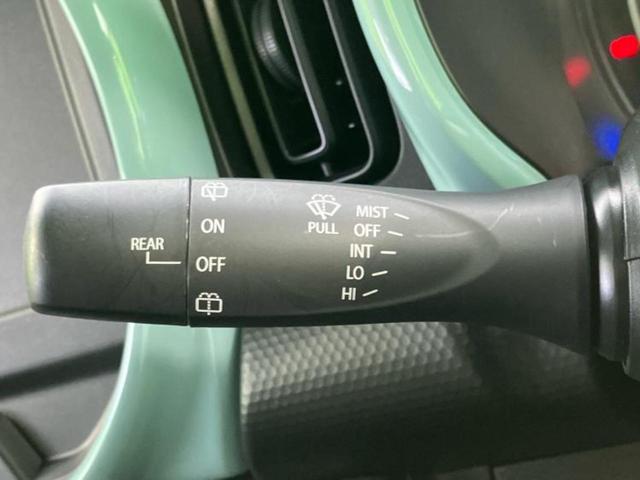 REAR
ON
OFF
PULL
MIST
OFF
INT
LO
HI